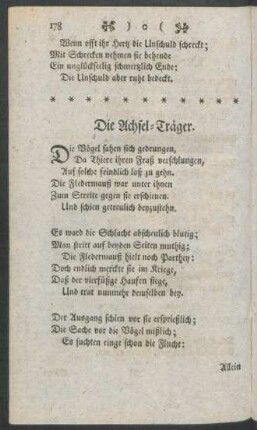 178 ) o (
Wenn offt ihr Hertz die Unschuld schreckt;
Mit Schrecken nehmen sie behende
Ein unglückseelig schmertzlich Ende:
Die Unschuld aber ruht bedeckt.
* * * * * * * * * * * *
Die Achsel-Träger.
Die Vögel sahen sich gedrungen,
Da Thiere ihren Fraß verschlungen,
Auf solche feindlich loß zu gehn.
Die Fledermauß war unter ihnen
Zum Streite gegen sie erschienen.
Und schien getreulich beyzustehn.
Es ward die Schlacht abscheulich blutig;
Man stritt auf beyden Seiten muthig;
Die Fledermauß hielt noch Parthey:
Doch endlich merckte sie im Kriege,
Daß der vierfüßge Hauffen siege,
Und trat nunmehr demselben bey.
Der Ausgang schien vor sie ersprießlich;
Die Sache vor die Vögel mißlich;
Es suchten einge schon die Flucht:
Allein